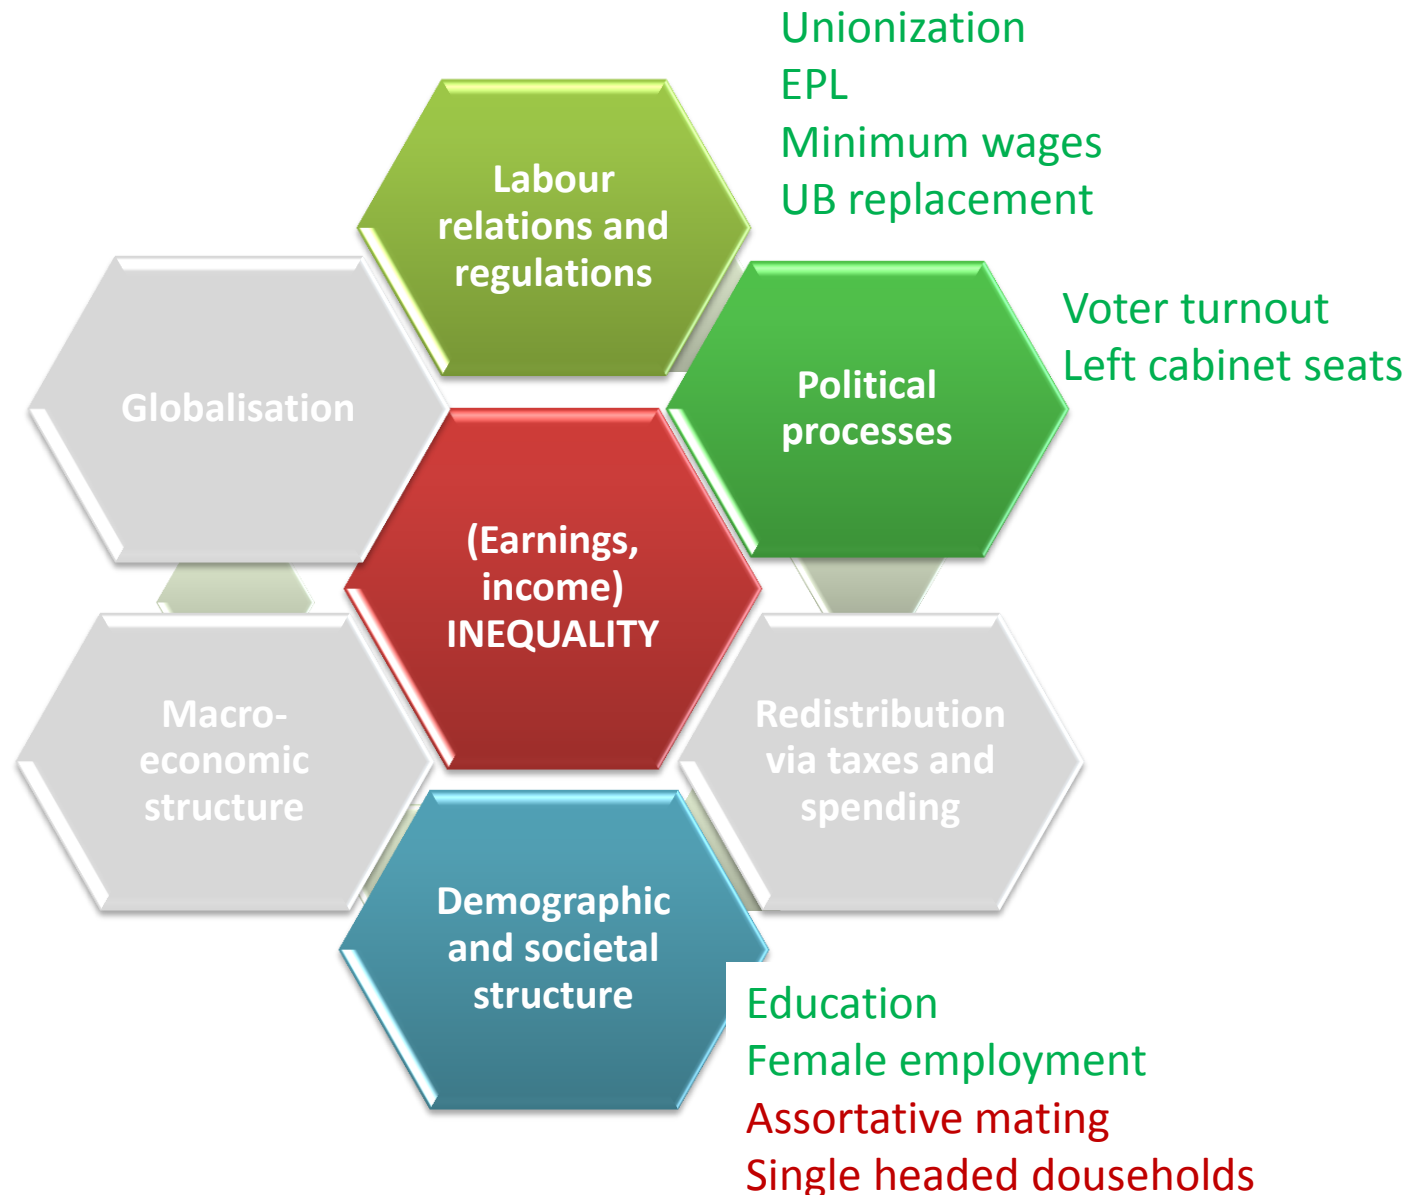 Unionization
EPL
Minimum wages
UB replacement
Labour
relations and
regulations
Voter turnout
Left cabinet seats
Political
processes
Globalisation
(Earnings,
income)
INEQUALITY
Macro-
economic
structure
Redistribution
via taxes and
spending
Demographic
and societal
structure
Education
Female employment
Assortative mating
Single headed douseholds